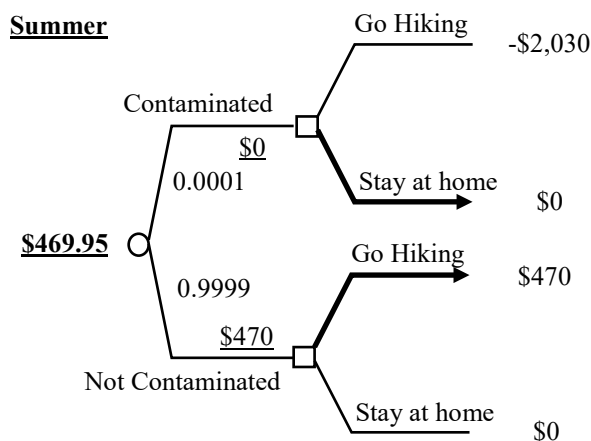 Summer
Go Hiking
-$2,030
Contaminated
$0
0.0001
Stay at home
$0
$469.95
Go Hiking
$470
0.9999
$470
Not Contaminated
Stay at home
$0